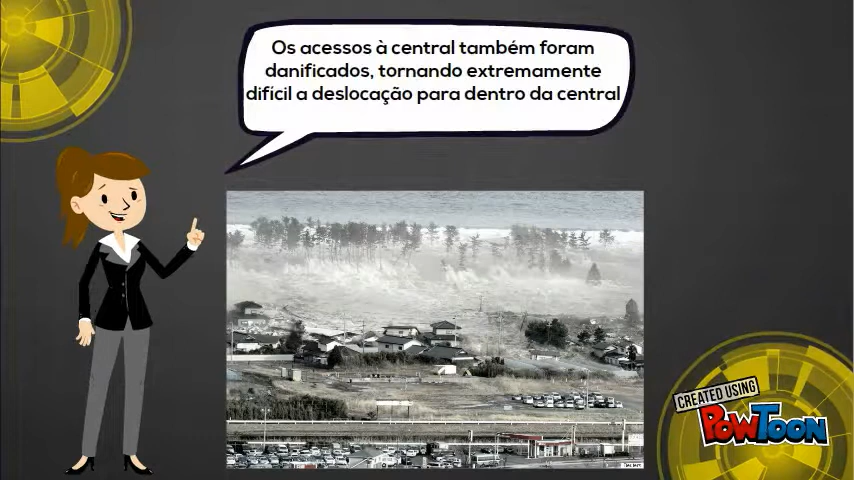 Os acessos à central também foram
danificados, tornando extremamente
difícil a deslocação para dentro da central
CREATED USING
POWTOON